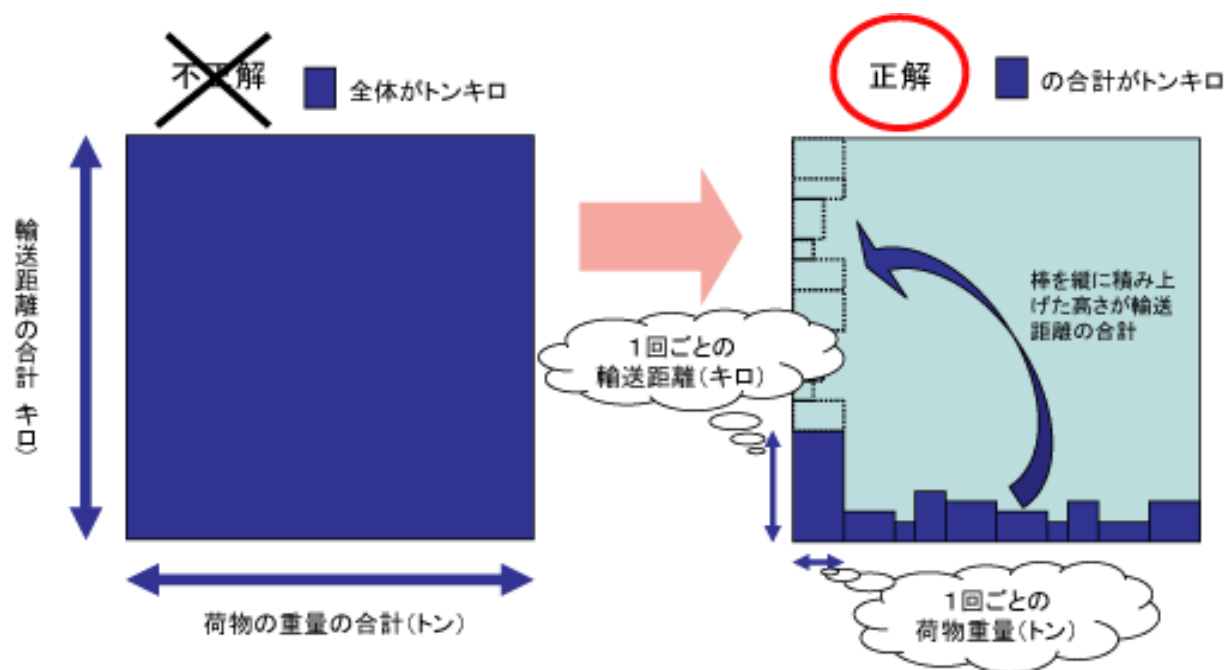 不正解
全体がトンキロ
輸送距離の合計 キロ）
荷物の重量の合計（トン）
正解
の合計がトンキロ
棒を縦に積み上
げた高さが輸送
距離の合計
１回ごとの
輸送距離（キロ）
１回ごとの
荷物重量（トン）